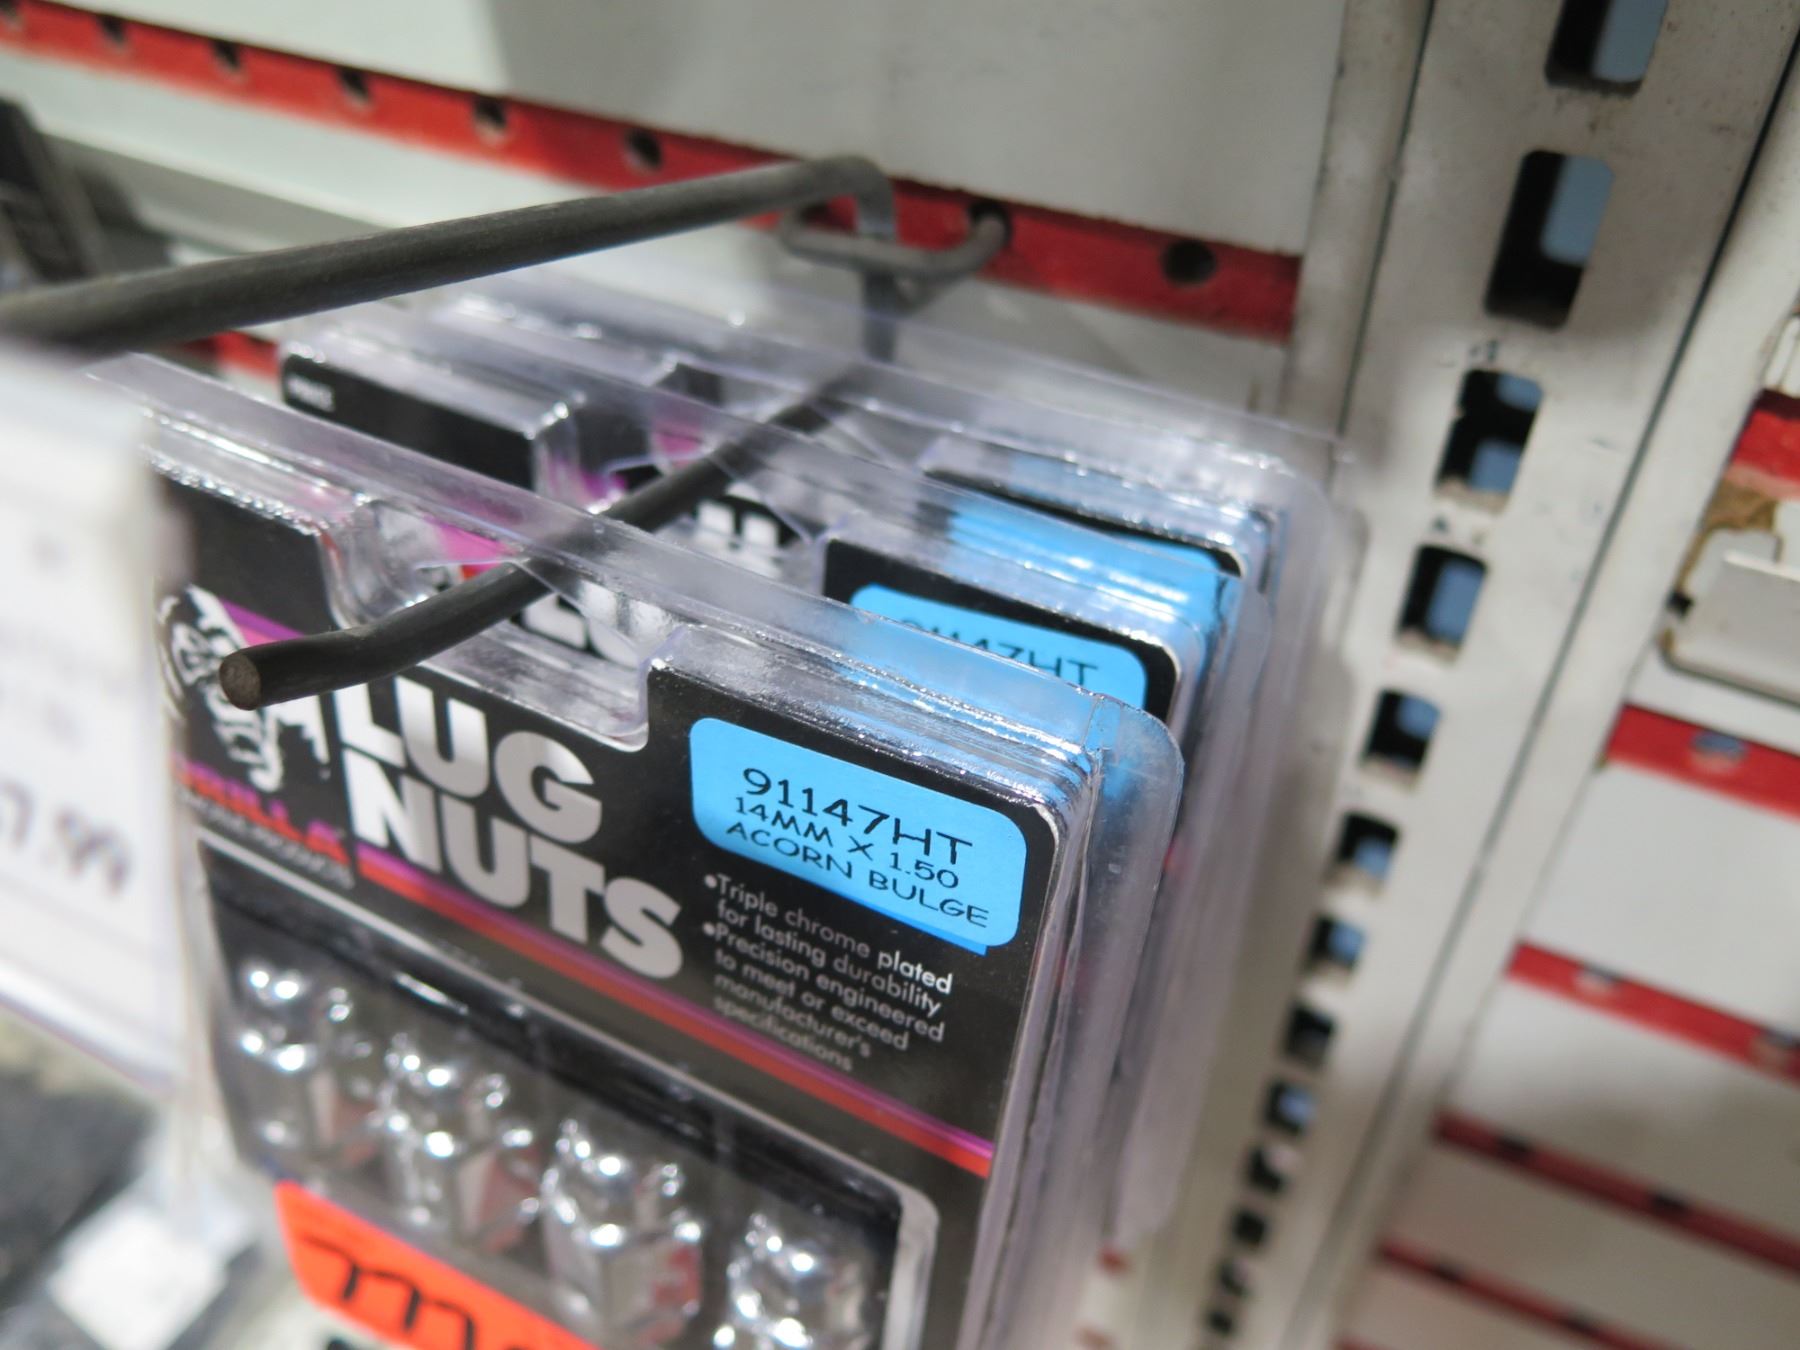 LUG
NUTS
91147HT
14MM X 1.50
ACORN BULGE
•Triple chrome plated
for lasting durability
•Precision engineered
to meet or exceed
manufacturer's
specifications
91147HT